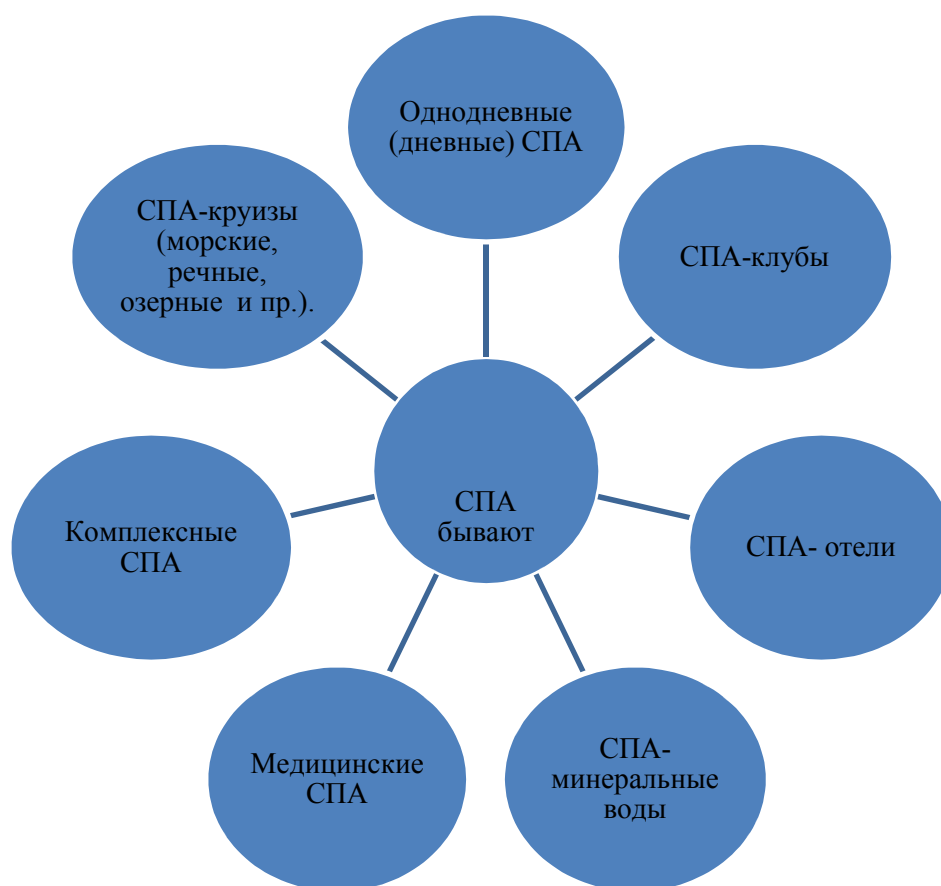 Однодневные
(дневные) СПА
СПА-круизы
(морские,
речные,
озерные и пр.).
СПА-клубы
СПА
бывают
Комплексные
СПА
СПА- отели
Медицинские
СПА
СПА-
минеральные
воды